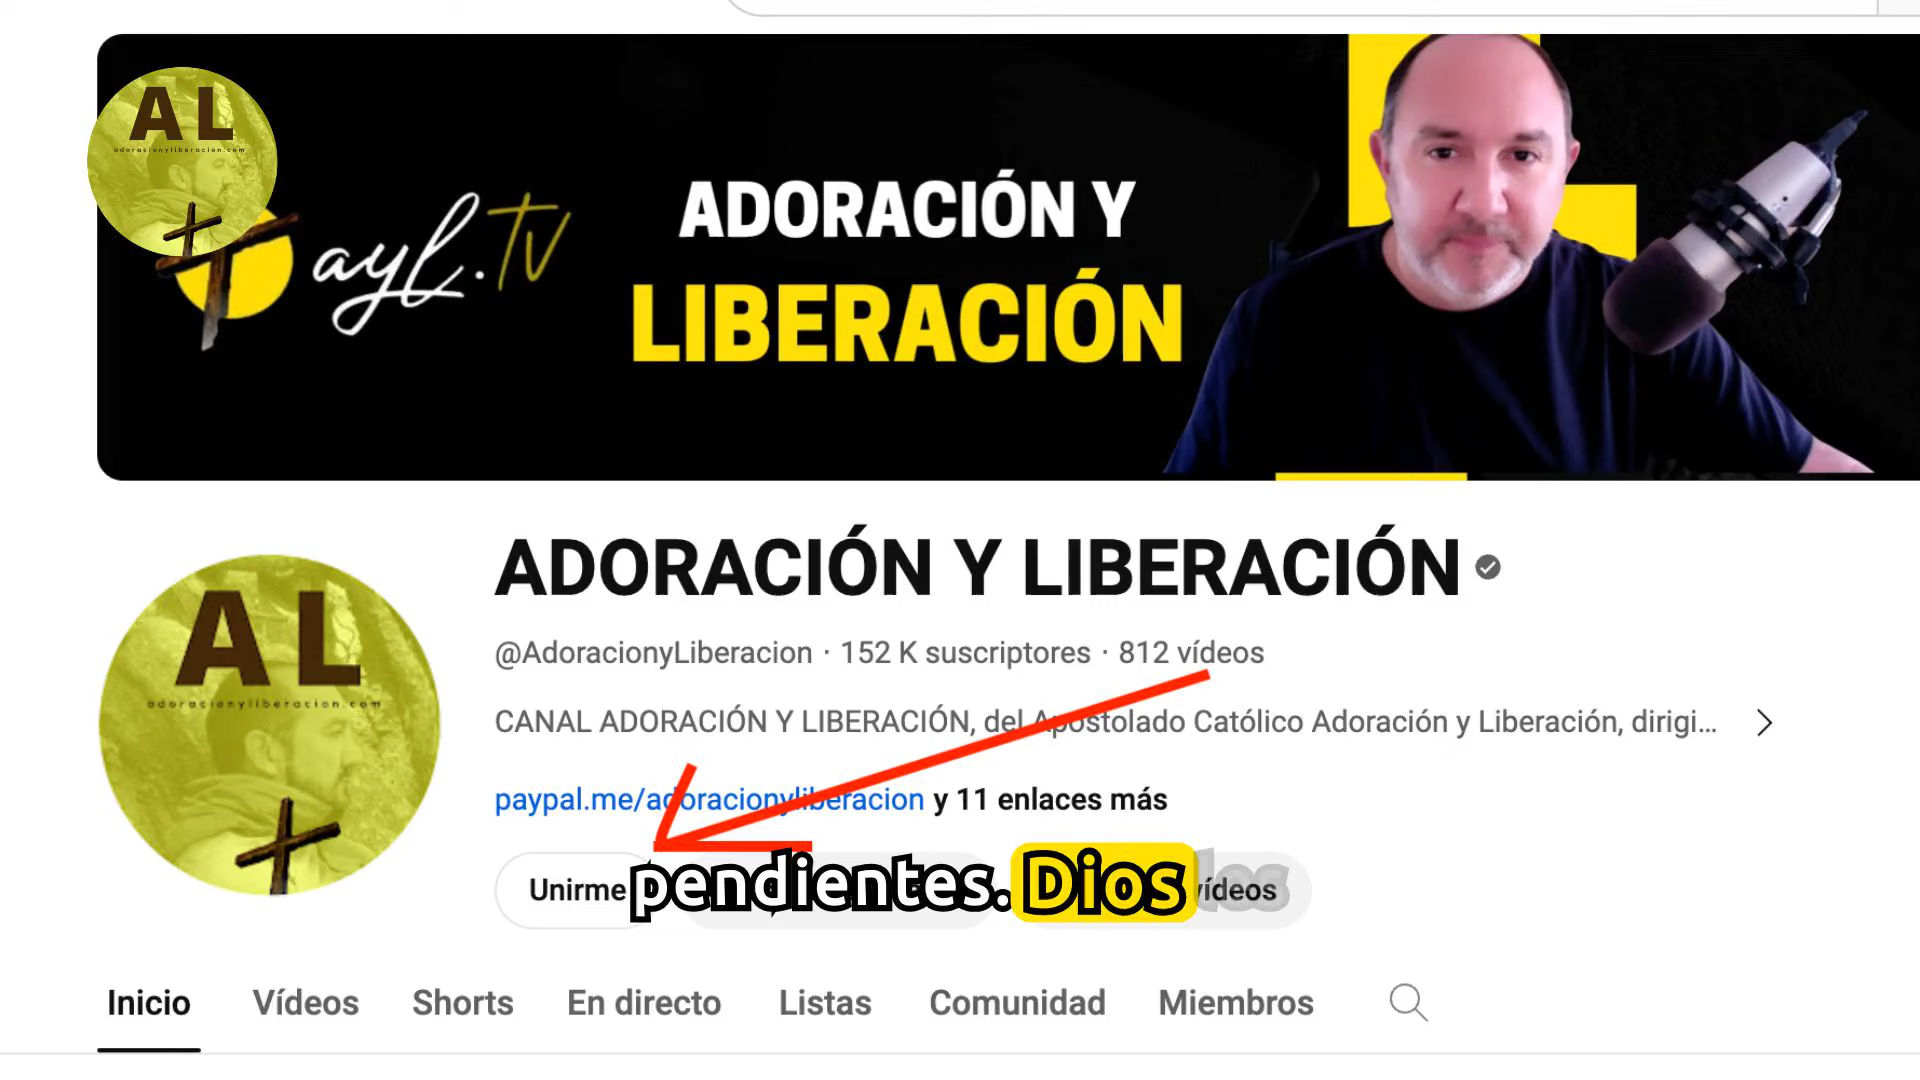 AL
adoracionyliberacion.com
ayl.tv
ADORACIÓN Y
LIBERACIÓN
AL
adoracionyliberacion.com
ADORACIÓN Y LIBERACIÓN
@AdoracionyLiberacion · 152 K suscriptores · 812 vídeos
CANAL ADORACIÓN Y LIBERACIÓN, del Apostolado Católico Adoración y Liberación, dirigi...
paypal.me/adoracionyliberacion y 11 enlaces más
Unirme
vídeos
pendientes. Dios les
Inicio Vídeos Shorts En directo Listas Comunidad Miembros